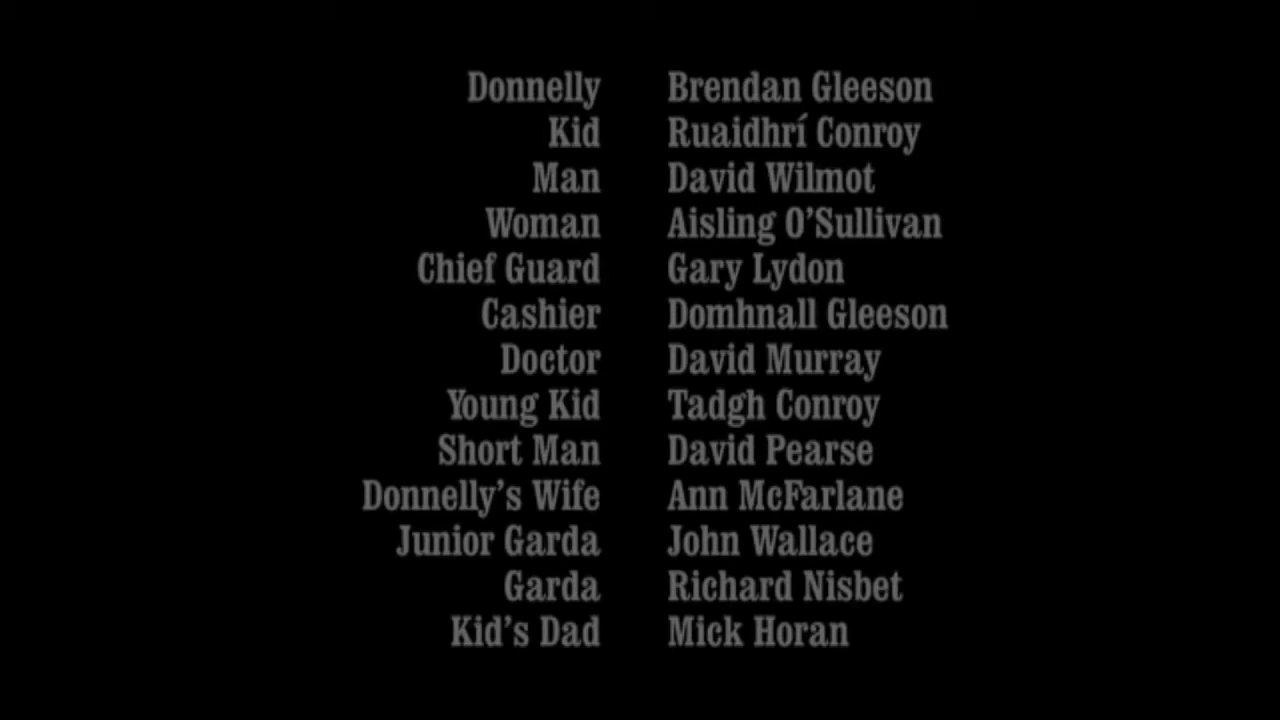 Donnelly Brendan Gleeson
Kid Ruaidhrí Conroy
Man David Wilmot
Woman Aisling O’Sullivan
Chief Guard Gary Lydon
Cashier Domhnall Gleeson
Doctor David Murray
Young Kid Tadgh Conroy
Short Man David Pearse
Donnelly’s Wife Ann McFarlane
Junior Garda John Wallace
Garda Richard Nisbet
Kid’s Dad Mick Horan